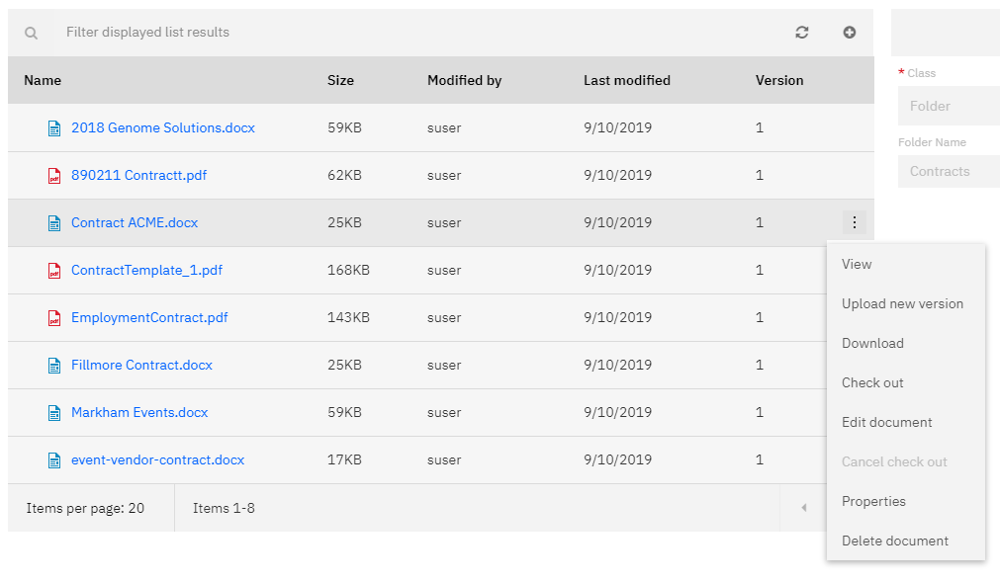 Filter displayed list results
Name Size Modified by Last modified Version
2018 Genome Solutions.docx 59KB suser 9/10/2019 1
890211 Contractt.pdf 62KB suser 9/10/2019 1
Contract ACME.docx 25KB suser 9/10/2019 1
ContractTemplate_1.pdf 168KB suser 9/10/2019 1
EmploymentContract.pdf 143KB suser 9/10/2019 1
Fillmore Contract.docx 25KB suser 9/10/2019 1
Markham Events.docx 59KB suser 9/10/2019 1
event-vendor-contract.docx 17KB suser 9/10/2019 1
Items per page: 20 Items 1-8
View
Upload new version
Download
Check out
Edit document
Cancel check out
Properties
Delete document
* Class
Folder
Folder Name
Contracts